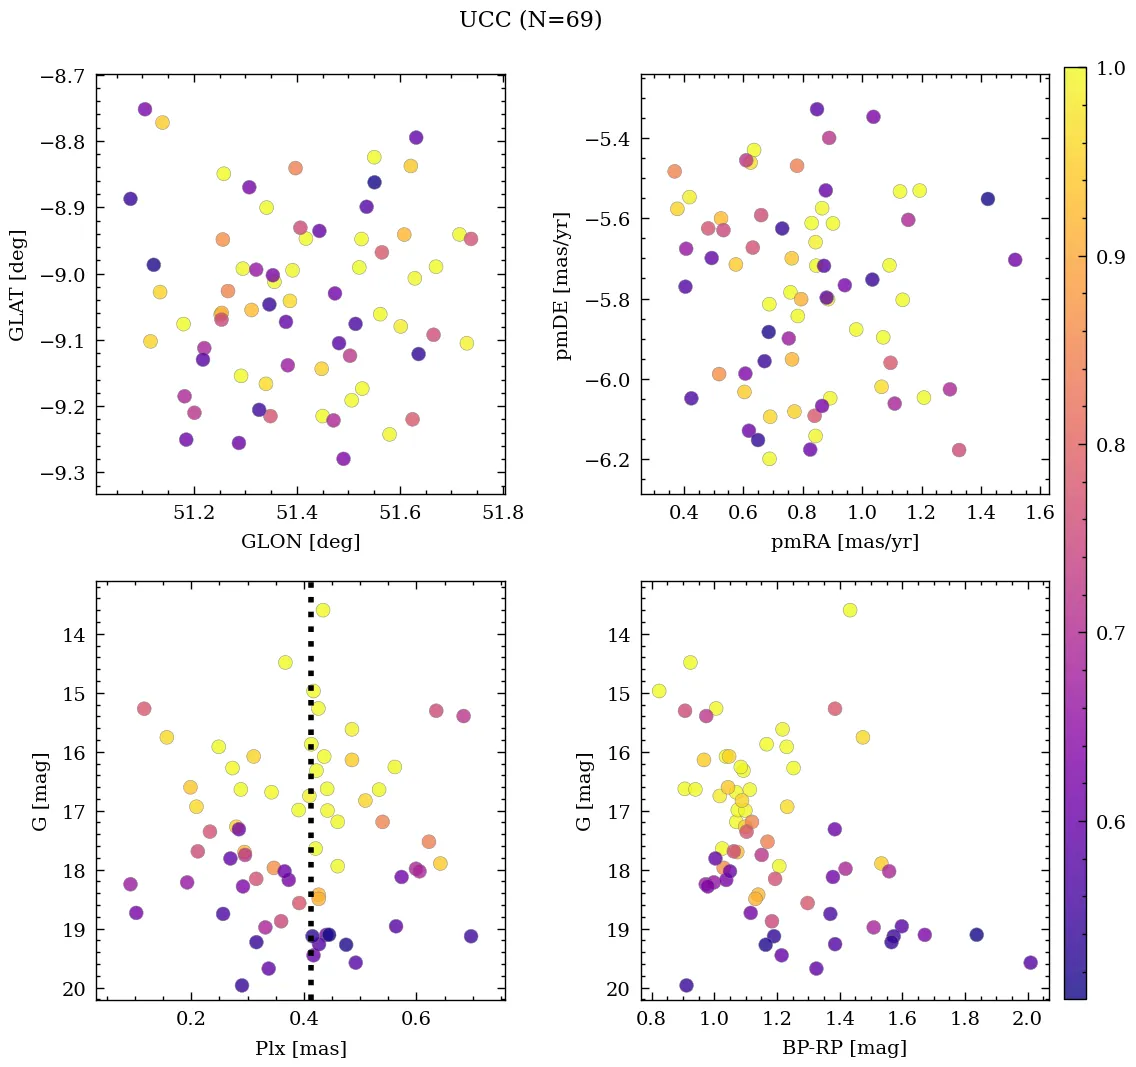 UCC (N=69)
−8.7
−8.8
−8.9
−9.0
−9.1
−9.2
−9.3
GLAT [deg]
51.2 51.4 51.6 51.8
GLON [deg]
−5.4
−5.6
−5.8
−6.0
−6.2
pmDE [mas/yr]
0.4 0.6 0.8 1.0 1.2 1.4 1.6
pmRA [mas/yr]
14
15
16
17
18
19
20
G [mag]
0.2 0.4 0.6
Plx [mas]
14
15
16
17
18
19
20
G [mag]
0.8 1.0 1.2 1.4 1.6 1.8 2.0
BP-RP [mag]
1.0
0.9
0.8
0.7
0.6